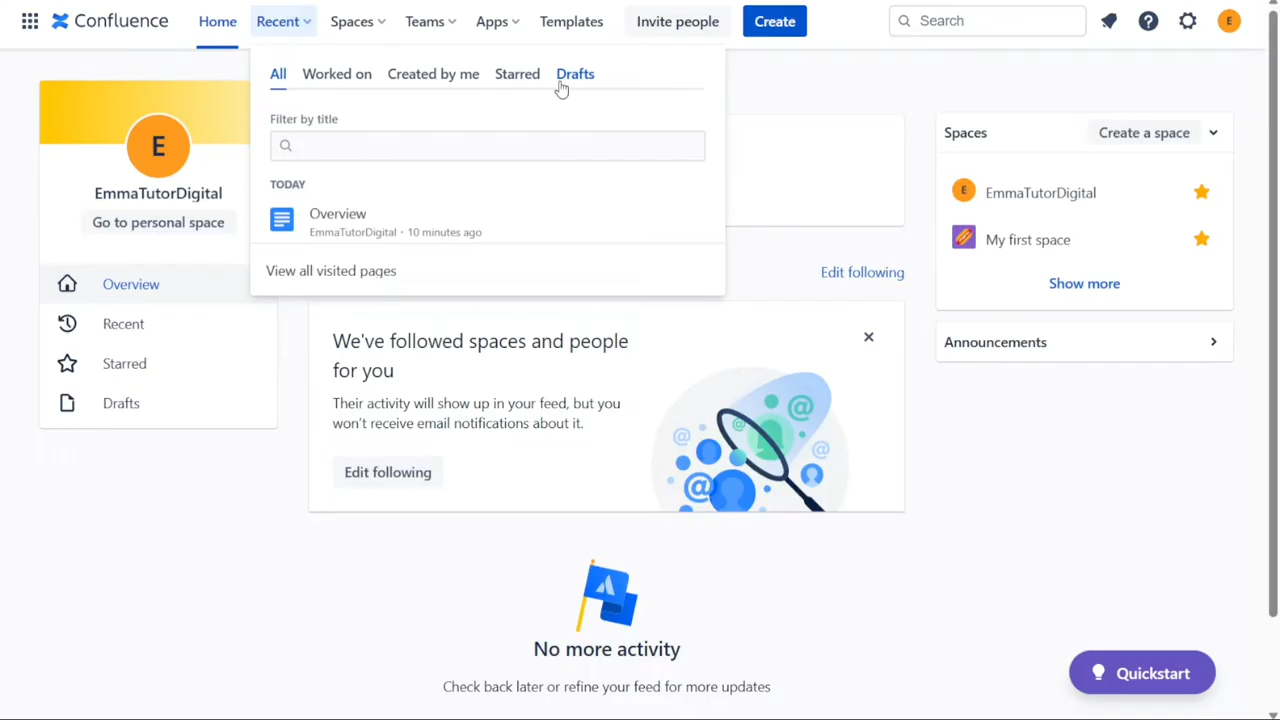 Confluence Home Recent Spaces Teams Apps Templates Invite people Create Search E
All Worked on Created by me Starred Drafts
Filter by title
TODAY
Overview
EmmaTutorDigital • 10 minutes ago
View all visited pages
E
EmmaTutorDigital
Go to personal space
Overview
Recent
Starred
Drafts
Edit following
We've followed spaces and people
for you
Their activity will show up in your feed, but you
won't receive email notifications about it.
Edit following
No more activity
Check back later or refine your feed for more updates
Spaces Create a space
E EmmaTutorDigital
My first space
Show more
Announcements
Quickstart